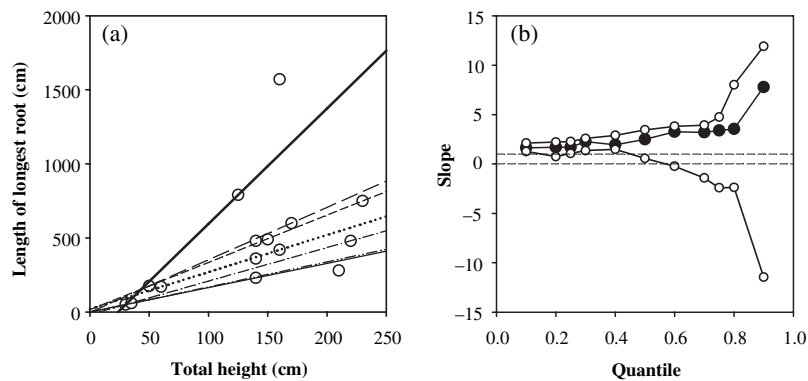 (a)
2000
1500
1000
500
0
Length of longest root (cm)
0 50 100 150 200 250
Total height (cm)
(b)
15
10
5
0
−5
−10
−15
Slope
0.0 0.2 0.4 0.6 0.8 1.0
Quantile